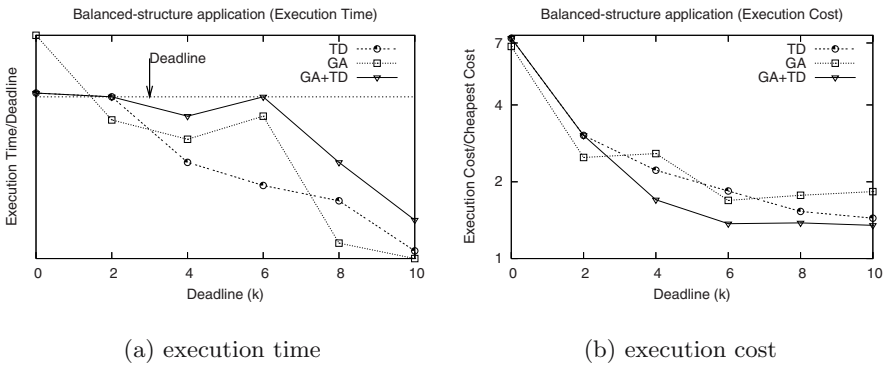 Balanced-structure application (Execution Time)
Execution Time/Deadline
Deadline
TD
GA
GA+TD
0 2 4 6 8 10
Deadline (k)
(a) execution time
Balanced-structure application (Execution Cost)
Execution Cost/Cheapest Cost
7
4
2
1
TD
GA
GA+TD
0 2 4 6 8 10
Deadline (k)
(b) execution cost